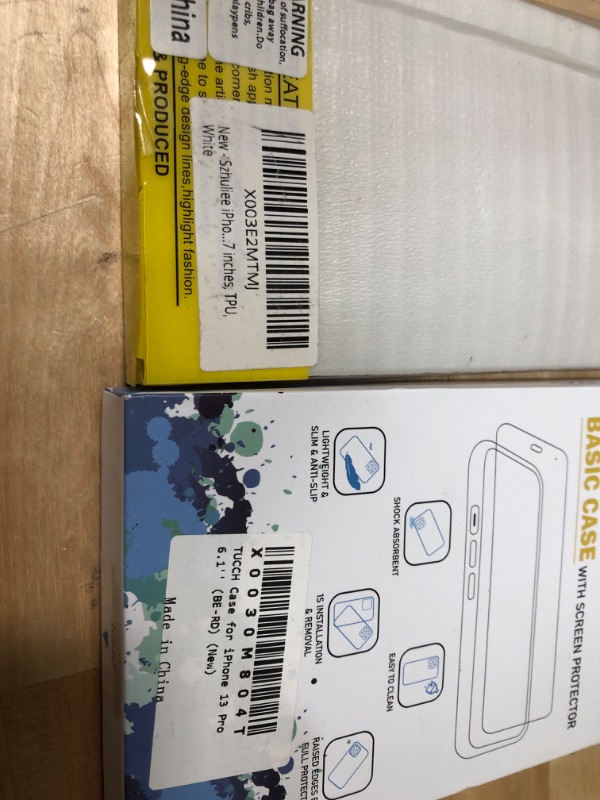 WARNING
of suffocation,
bag away
children.Do
cribs,
playpens
China
& PRODUCED
g-edge design lines,highlight fashion.
X003E2MTMJ
New -Szhuliee iPho...7 inches, TPU,
White
BASIC CASE WITH SCREEN PROTECTOR
SHOCK ABSORBENT
EASY TO CLEAN
LIGHTWEIGHT &
SLIM & ANTI-SLIP
1S INSTALLATION
& REMOVAL
RAISED EDGES
FULL PROTECT
X0030M804T
TUCCH Case for iPhone 13 Pro
6.1'' (BE-RD) (New)
Made in China